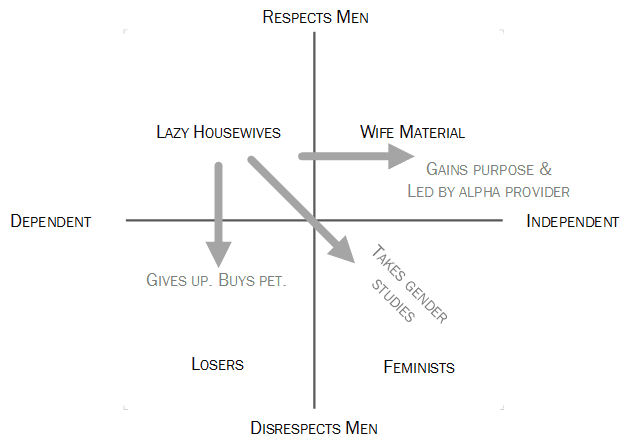 Respects Men
Lazy Housewives
Wife Material
Gains purpose &
Led by alpha provider
Dependent
Independent
Gives up. Buys pet.
Takes gender
studies
Losers
Feminists
Disrespects Men